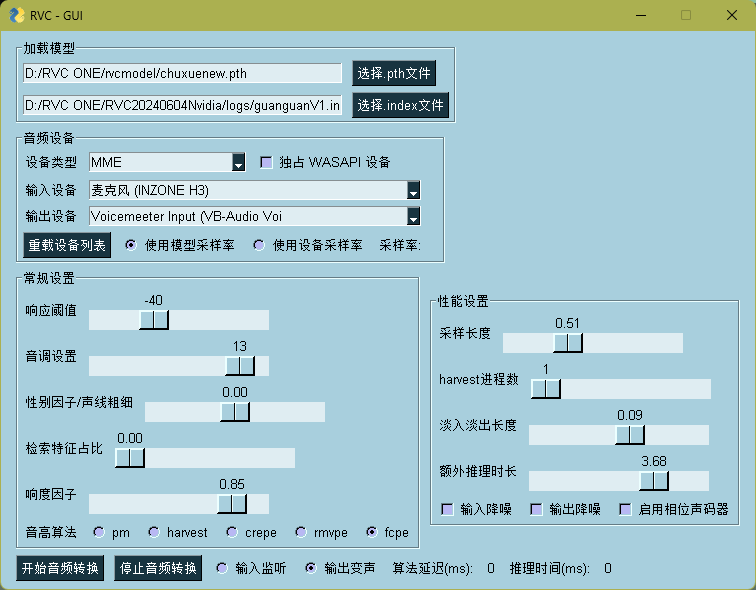 RVC - GUI
加载模型
D:/RVC ONE/rvcmodel/chuxuenew.pth 选择.pth文件
D:/RVC ONE/RVC20240604Nvidia/logs/guanguanV1.in 选择.index文件
音频设备
设备类型 MME 独占 WASAPI 设备
输入设备 麦克风 (INZONE H3)
输出设备 Voicemeeter Input (VB-Audio Voi
重载设备列表 使用模型采样率 使用设备采样率 采样率:
常规设置
响应阈值 -40
音调设置 13
性别因子/声线粗细 0.00
检索特征占比 0.00
响度因子 0.85
音高算法 pm harvest crepe rmvpe fcpe
性能设置
采样长度 0.51
harvest进程数 1
淡入淡出长度 0.09
额外推理时长 3.68
输入降噪 输出降噪 启用相位声码器
开始音频转换 停止音频转换 输入监听 输出变声 算法延迟(ms): 0 推理时间(ms): 0